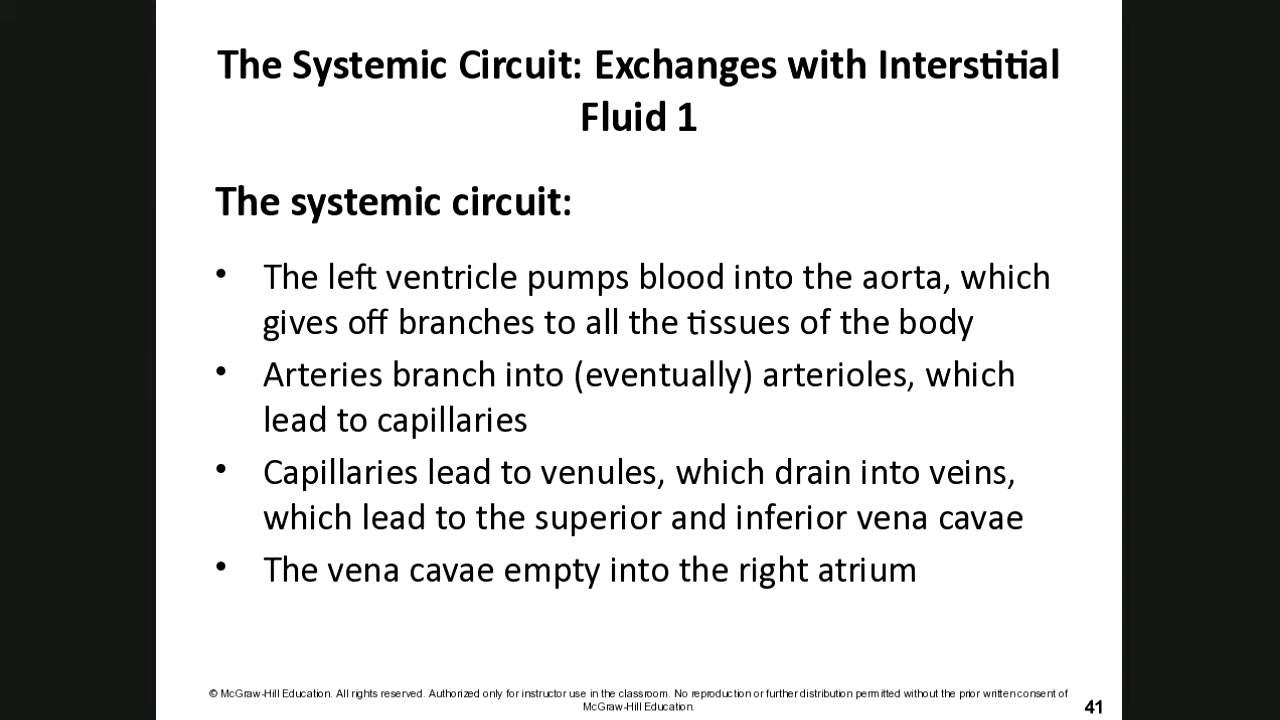 The Systemic Circuit: Exchanges with Interstitial
Fluid 1
The systemic circuit:
• The left ventricle pumps blood into the aorta, which
gives off branches to all the tissues of the body
• Arteries branch into (eventually) arterioles, which
lead to capillaries
• Capillaries lead to venules, which drain into veins,
which lead to the superior and inferior vena cavae
• The vena cavae empty into the right atrium
© McGraw-Hill Education. All rights reserved. Authorized only for instructor use in the classroom. No reproduction or further distribution permitted without the prior written consent of
McGraw-Hill Education.
41